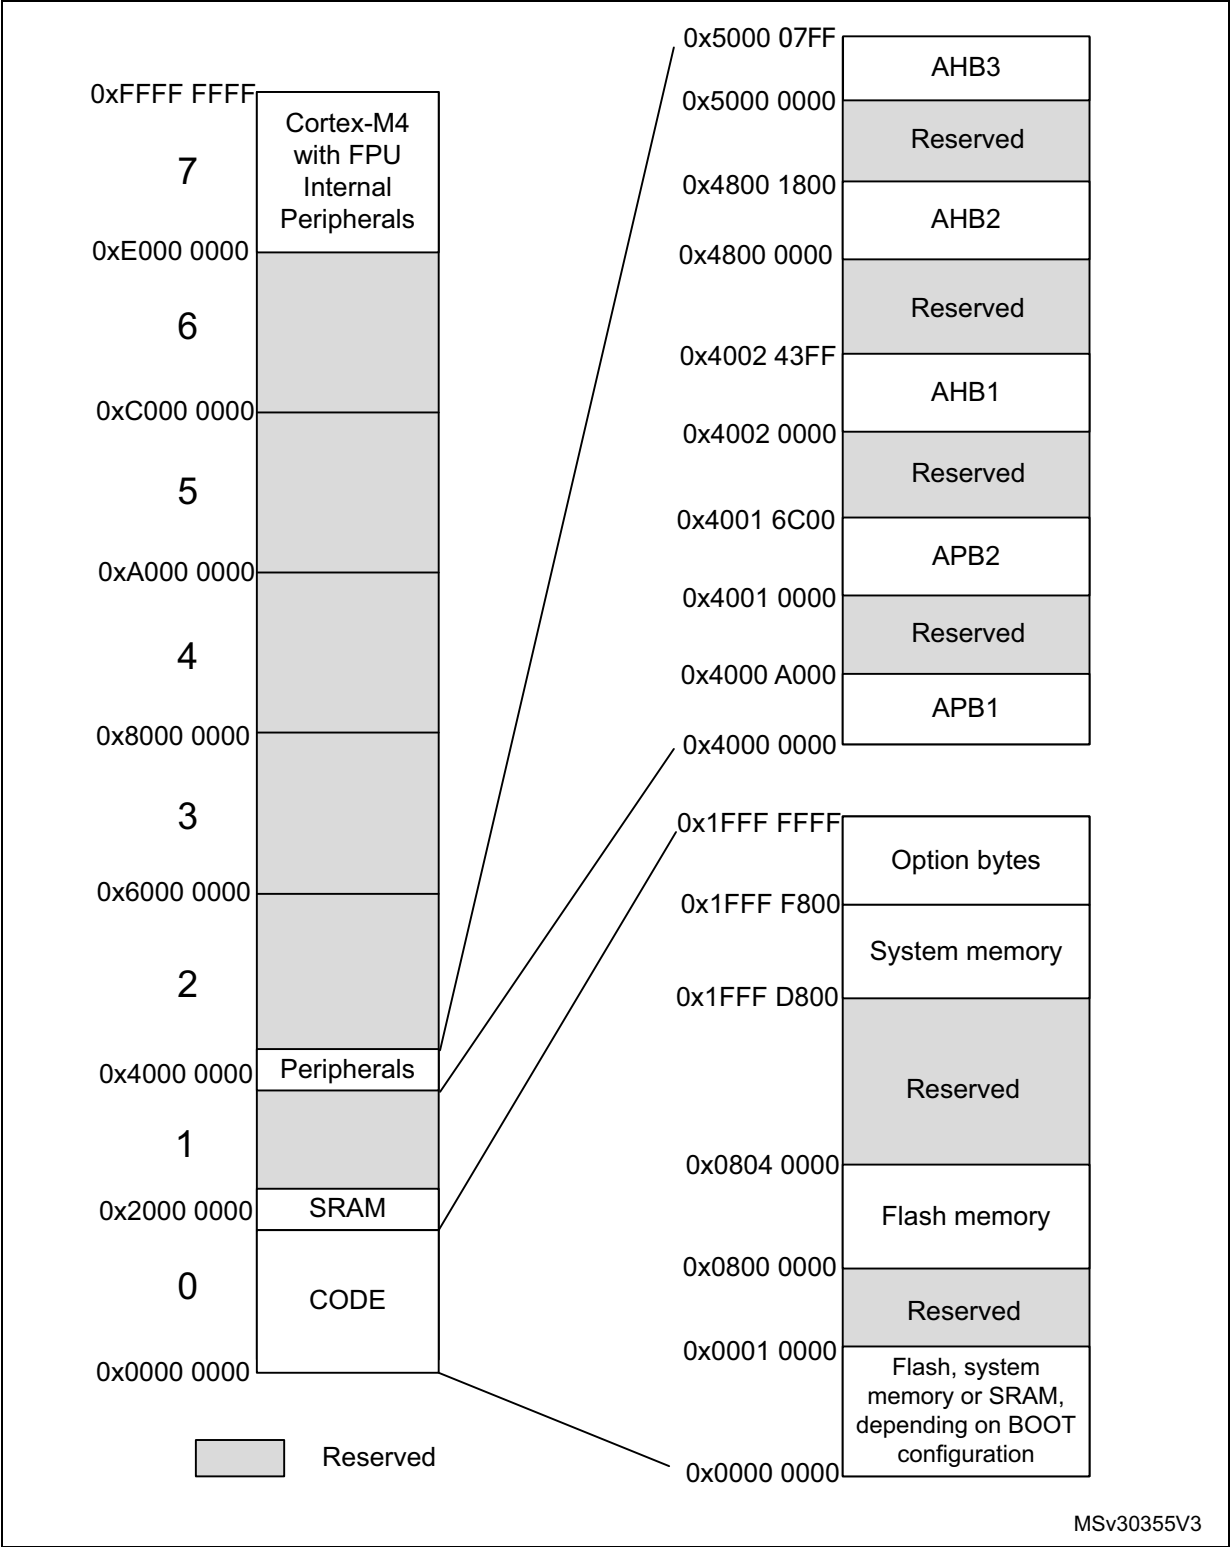 0xFFFF FFFF
Cortex-M4
with FPU
Internal
Peripherals
7
0xE000 0000
6
0xC000 0000
5
0xA000 0000
4
0x8000 0000
3
0x6000 0000
2
Peripherals
0x4000 0000
1
SRAM
0x2000 0000
0
CODE
0x0000 0000
Reserved
0x5000 07FF
AHB3
0x5000 0000
Reserved
0x4800 1800
AHB2
0x4800 0000
Reserved
0x4002 43FF
AHB1
0x4002 0000
Reserved
0x4001 6C00
APB2
0x4001 0000
Reserved
0x4000 A000
APB1
0x4000 0000
0x1FFF FFFF
Option bytes
0x1FFF F800
System memory
0x1FFF D800
Reserved
0x0804 0000
Flash memory
0x0800 0000
Reserved
0x0001 0000
Flash, system
memory or SRAM,
depending on BOOT
configuration
0x0000 0000
MSv30355V3